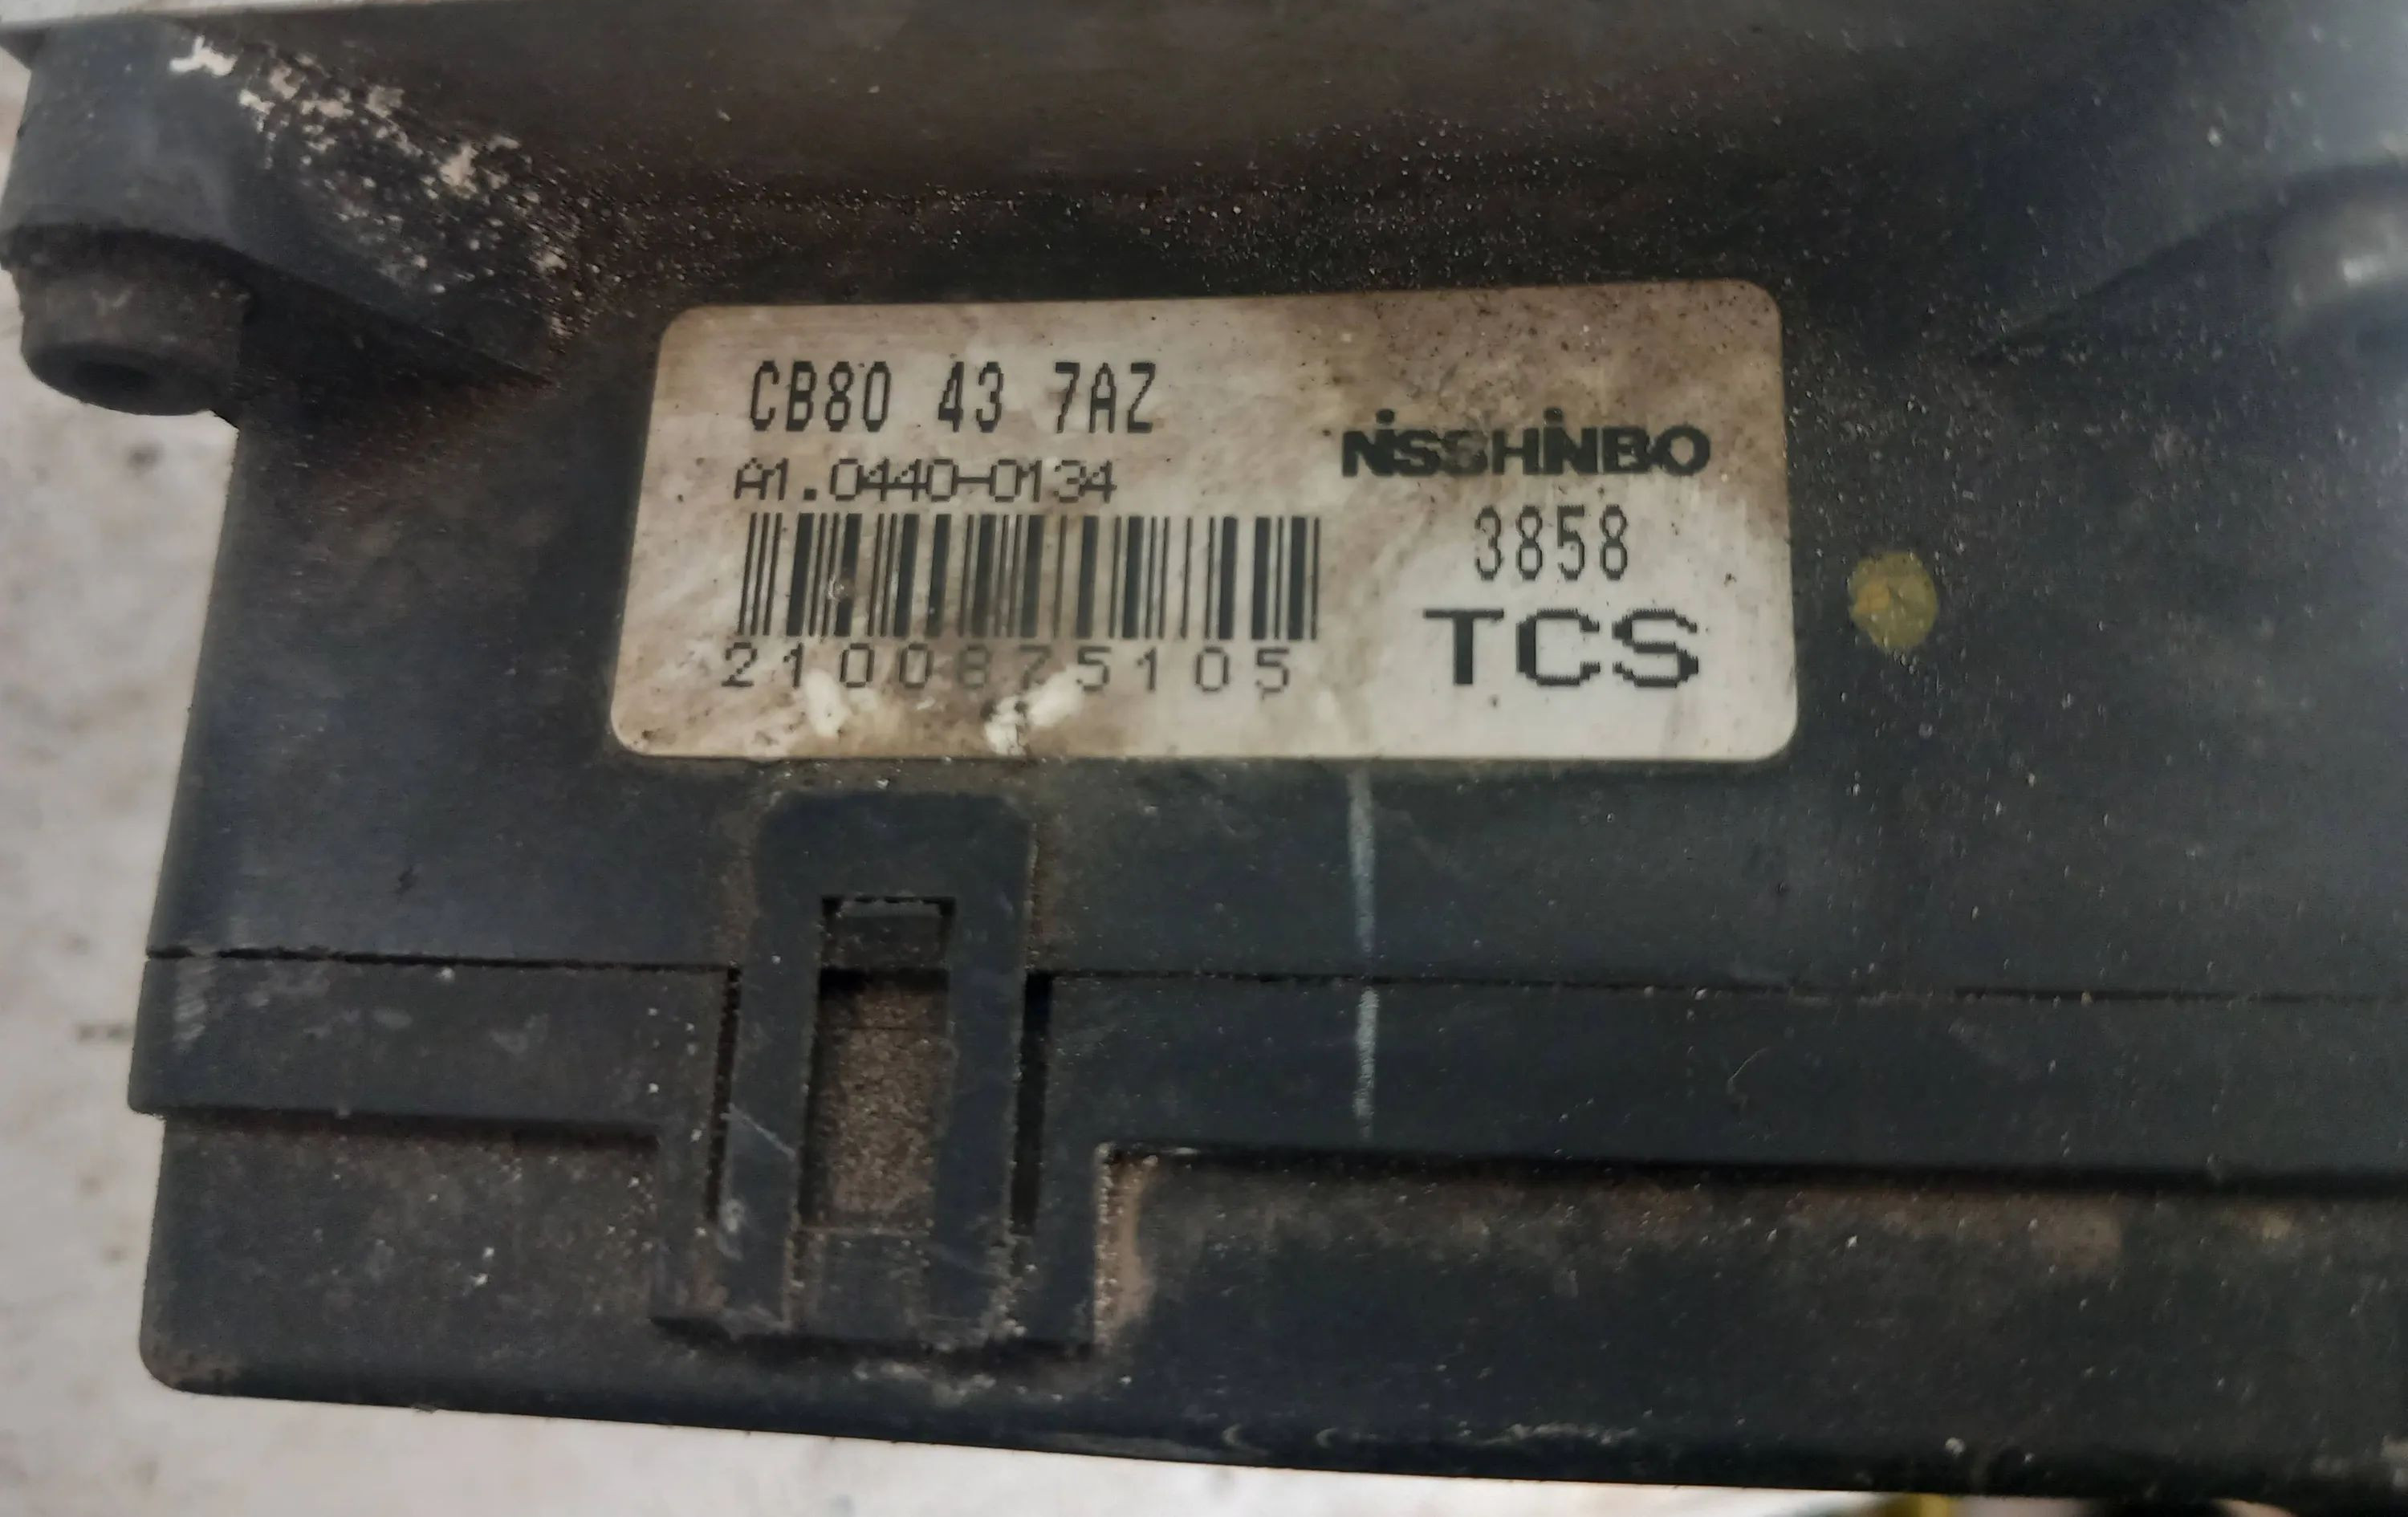 CB80 43 7AZ
A1.0440-0134
NISSHINBO
3858
TCS
2100875105